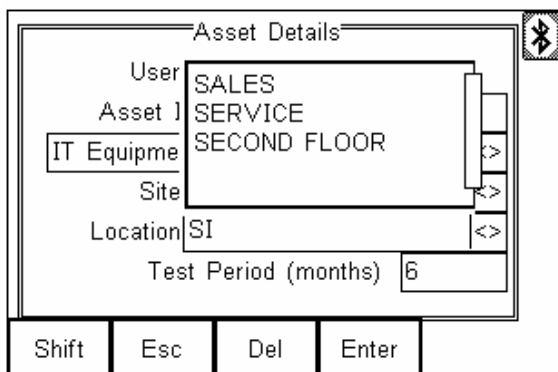 Asset Details
User
SALES
Asset I
SERVICE
IT Equipme
SECOND FLOOR
<>
Site
<>
Location SI <>
Test Period (months) 6
Shift Esc Del Enter